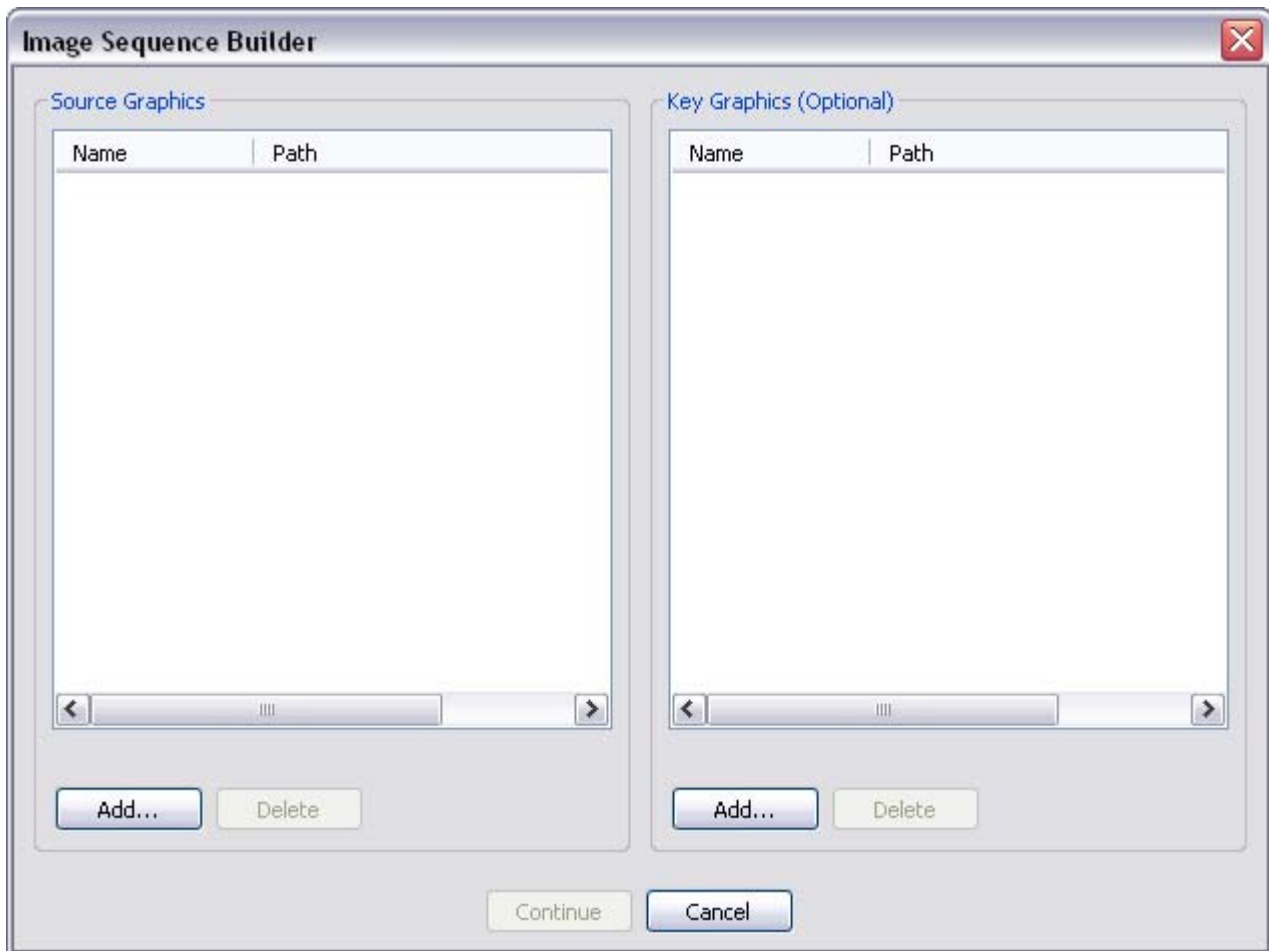 Image Sequence Builder
Source Graphics
Name Path
Add... Delete
Key Graphics (Optional)
Name Path
Add... Delete
Continue Cancel